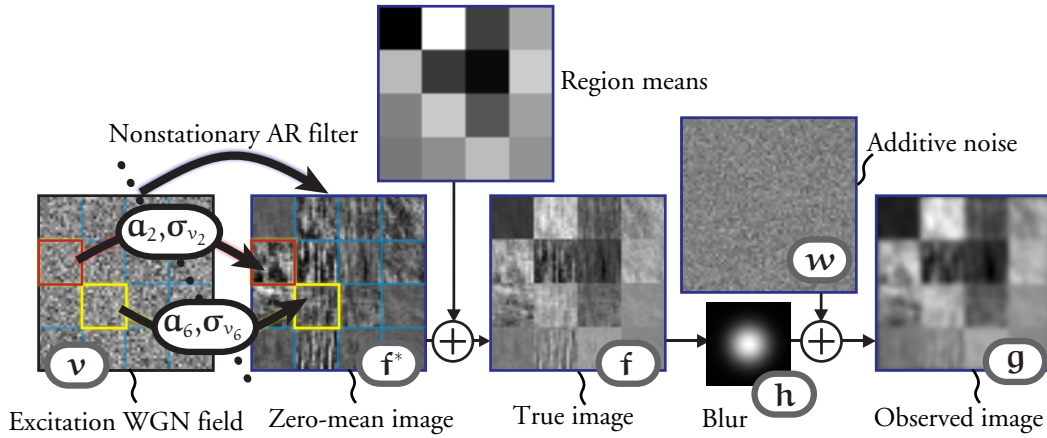 Region means
Nonstationary AR filter
Additive noise
a₂,σᵥ₂
a₆,σᵥ₆
w
v
f*
f
h
g
Excitation WGN field
Zero-mean image
True image
Blur
Observed image